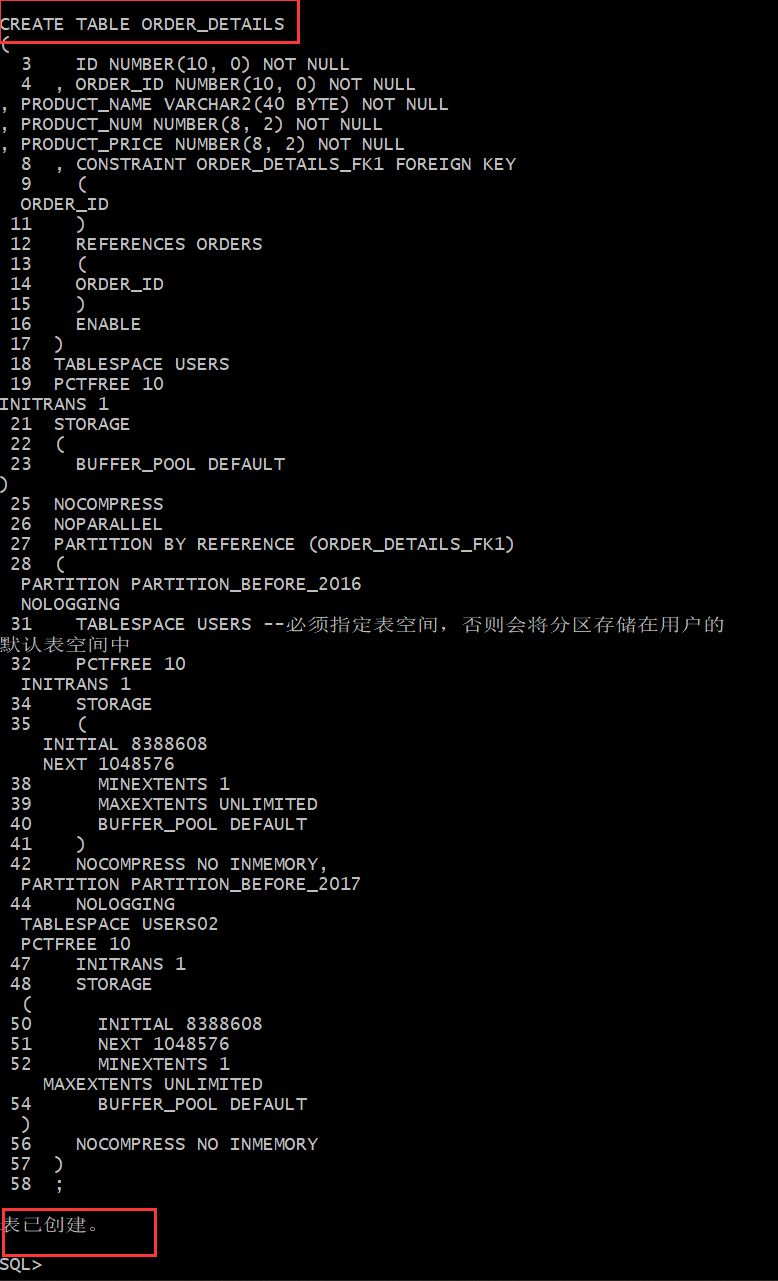 CREATE TABLE ORDER_DETAILS
(
  3    ID NUMBER(10, 0) NOT NULL
  4  , ORDER_ID NUMBER(10, 0) NOT NULL
, PRODUCT_NAME VARCHAR2(40 BYTE) NOT NULL
, PRODUCT_NUM NUMBER(8, 2) NOT NULL
, PRODUCT_PRICE NUMBER(8, 2) NOT NULL
  8  , CONSTRAINT ORDER_DETAILS_FK1 FOREIGN KEY
  9    (
  ORDER_ID
 11    )
 12    REFERENCES ORDERS
 13    (
 14    ORDER_ID
 15    )
 16    ENABLE
 17  )
 18  TABLESPACE USERS
 19  PCTFREE 10
INITRANS 1
 21  STORAGE
 22  (
 23    BUFFER_POOL DEFAULT
)
 25  NOCOMPRESS
 26  NOPARALLEL
 27  PARTITION BY REFERENCE (ORDER_DETAILS_FK1)
 28  (
  PARTITION PARTITION_BEFORE_2016
  NOLOGGING
 31    TABLESPACE USERS --必须指定表空间，否则会将分区存储在用户的
默认表空间中
 32    PCTFREE 10
  INITRANS 1
 34    STORAGE
 35    (
    INITIAL 8388608
    NEXT 1048576
 38      MINEXTENTS 1
 39      MAXEXTENTS UNLIMITED
 40      BUFFER_POOL DEFAULT
 41    )
 42    NOCOMPRESS NO INMEMORY,
  PARTITION PARTITION_BEFORE_2017
 44    NOLOGGING
  TABLESPACE USERS02
  PCTFREE 10
 47    INITRANS 1
 48    STORAGE
  (
 50      INITIAL 8388608
 51      NEXT 1048576
 52      MINEXTENTS 1
    MAXEXTENTS UNLIMITED
 54      BUFFER_POOL DEFAULT
  )
 56    NOCOMPRESS NO INMEMORY
 57  )
 58  ;
表已创建。
SQL>